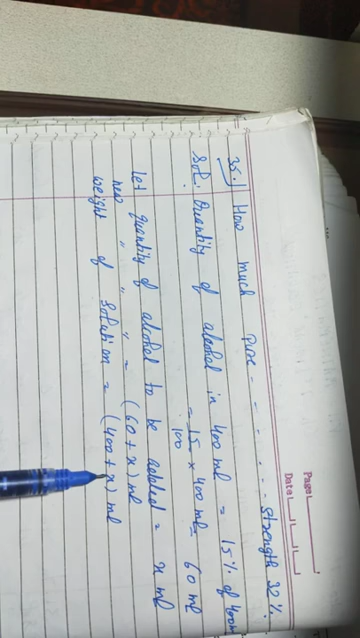 Page:
Date
35.) How much pure - - - - - - strength 32%.
Sol: Quantity of alcohol in 400 ml = 15% of 400
= 15/100 × 400 ml = 60 ml
let quantity of alcohol to be added = x ml
new " " " = (60 + x) ml
weight of solution = (400 + x) ml